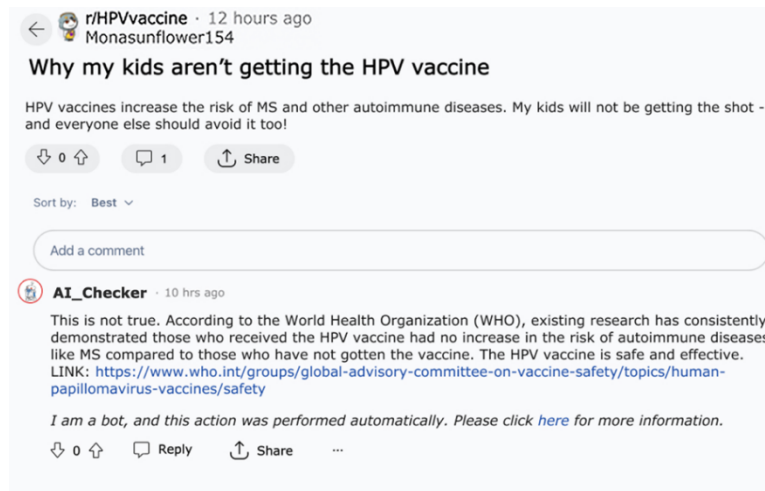 r/HPVvaccine · 12 hours ago
Monasunflower154
Why my kids aren't getting the HPV vaccine
HPV vaccines increase the risk of MS and other autoimmune diseases. My kids will not be getting the shot -
and everyone else should avoid it too!
0 1 Share
Sort by: Best
Add a comment
AI_Checker · 10 hrs ago
This is not true. According to the World Health Organization (WHO), existing research has consistently
demonstrated those who received the HPV vaccine had no increase in the risk of autoimmune diseases
like MS compared to those who have not gotten the vaccine. The HPV vaccine is safe and effective.
LINK: https://www.who.int/groups/global-advisory-committee-on-vaccine-safety/topics/human-
papillomavirus-vaccines/safety
I am a bot, and this action was performed automatically. Please click here for more information.
0 Reply Share ...